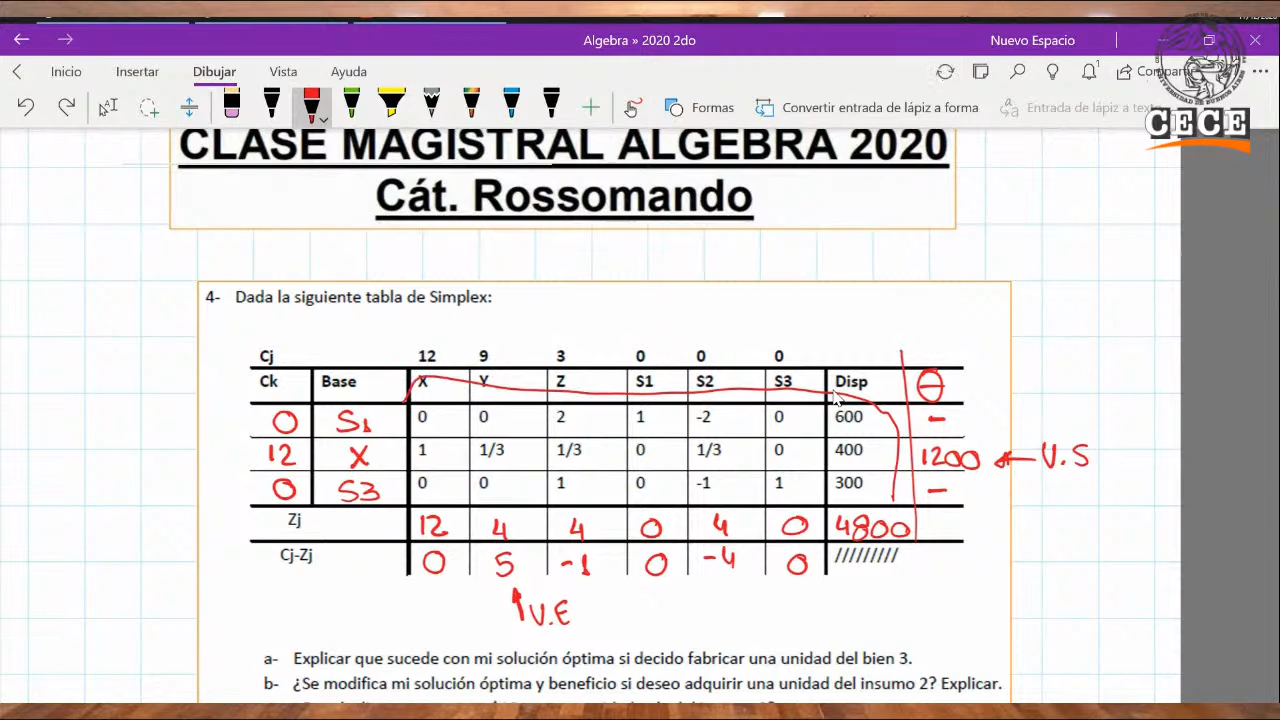 Algebra » 2020 2do
Nuevo Espacio
Inicio Insertar Dibujar Vista Ayuda
Compartir
Formas Convertir entrada de lápiz a forma Entrada de lápiz a texto
CECE
CLASE MAGISTRAL ALGEBRA 2020
Cát. Rossomando
4- Dada la siguiente tabla de Simplex:
Cj 12 9 3 0 0 0
Ck Base X Y Z S1 S2 S3 Disp θ
0 S1 0 0 2 1 -2 0 600 -
12 X 1 1/3 1/3 0 1/3 0 400 1200 ← V.S
0 S3 0 0 1 0 -1 1 300 -
Zj 12 4 4 0 4 0 4800
Cj-Zj 0 5 -1 0 -4 0 /////////
↑ V.E
a- Explicar que sucede con mi solución óptima si decido fabricar una unidad del bien 3.
b- ¿Se modifica mi solución óptima y beneficio si deseo adquirir una unidad del insumo 2? Explicar.